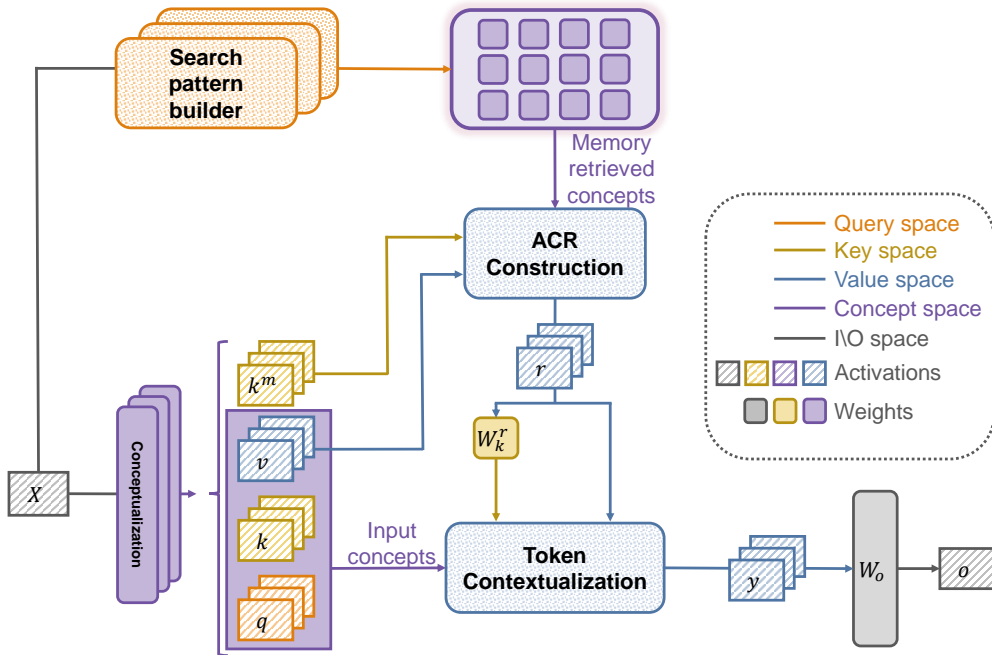 Search
pattern
builder
Memory
retrieved
concepts
ACR
Construction
Query space
Key space
Value space
Concept space
I\O space
Activations
Weights
r
k^m
W_k^r
v
X
Conceptualization
k
Input
concepts
Token
Contextualization
y
W_o
o
q